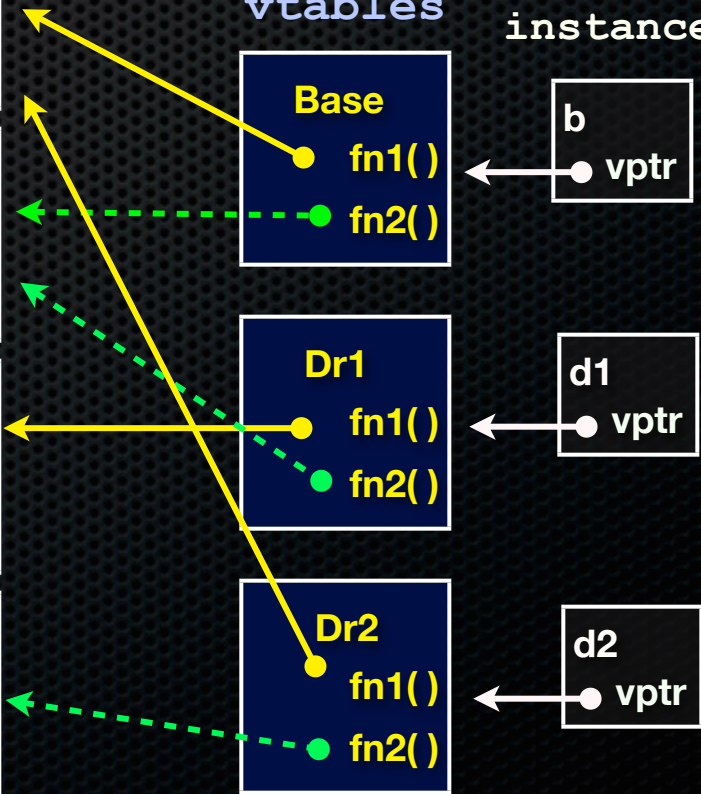 vtables
instance
Base
fn1()
fn2()
b
vptr
Dr1
fn1()
fn2()
d1
vptr
Dr2
fn1()
fn2()
d2
vptr